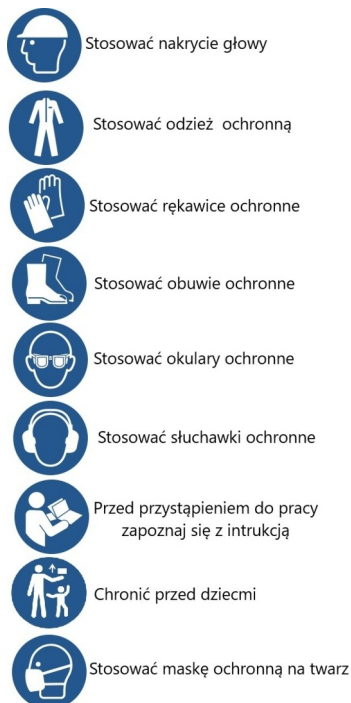 Stosować nakrycie głowy
Stosować odzież ochronną
Stosować rękawice ochronne
Stosować obuwie ochronne
Stosować okulary ochronne
Stosować słuchawki ochronne
Przed przystąpieniem do pracy
zapoznaj się z intrukcją
Chronić przed dziecmi
Stosować maskę ochronną na twarz